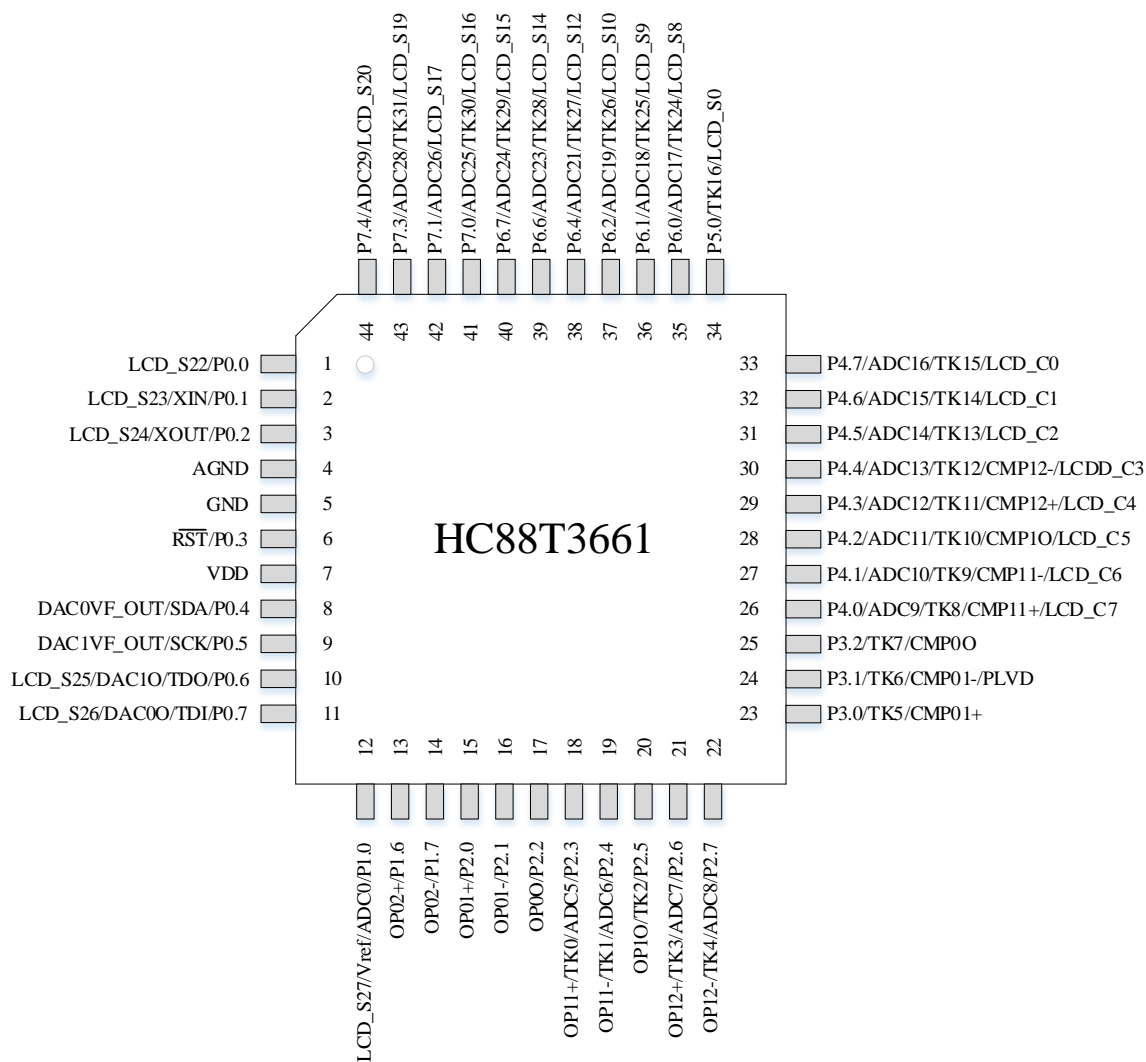 P7.4/ADC29/LCD_S20
P7.3/ADC28/TK31/LCD_S19
P7.1/ADC26/LCD_S17
P7.0/ADC25/TK30/LCD_S16
P6.7/ADC24/TK29/LCD_S15
P6.6/ADC23/TK28/LCD_S14
P6.4/ADC21/TK27/LCD_S12
P6.2/ADC19/TK26/LCD_S10
P6.1/ADC18/TK25/LCD_S9
P6.0/ADC17/TK24/LCD_S8
P5.0/TK16/LCD_S0
44 43 42 41 40 39 38 37 36 35 34
LCD_S22/P0.0 1
LCD_S23/XIN/P0.1 2
LCD_S24/XOUT/P0.2 3
AGND 4
GND 5
RST/P0.3 6
VDD 7
DAC0VF_OUT/SDA/P0.4 8
DAC1VF_OUT/SCK/P0.5 9
LCD_S25/DAC1O/TDO/P0.6 10
LCD_S26/DAC0O/TDI/P0.7 11
HC88T3661
33 P4.7/ADC16/TK15/LCD_C0
32 P4.6/ADC15/TK14/LCD_C1
31 P4.5/ADC14/TK13/LCD_C2
30 P4.4/ADC13/TK12/CMP12-/LCDD_C3
29 P4.3/ADC12/TK11/CMP12+/LCD_C4
28 P4.2/ADC11/TK10/CMP1O/LCD_C5
27 P4.1/ADC10/TK9/CMP11-/LCD_C6
26 P4.0/ADC9/TK8/CMP11+/LCD_C7
25 P3.2/TK7/CMP0O
24 P3.1/TK6/CMP01-/PLVD
23 P3.0/TK5/CMP01+
12 13 14 15 16 17 18 19 20 21 22
LCD_S27/Vref/ADC0/P1.0
OP02+/P1.6
OP02-/P1.7
OP01+/P2.0
OP01-/P2.1
OP0O/P2.2
OP11+/TK0/ADC5/P2.3
OP11-/TK1/ADC6/P2.4
OP1O/TK2/P2.5
OP12+/TK3/ADC7/P2.6
OP12-/TK4/ADC8/P2.7